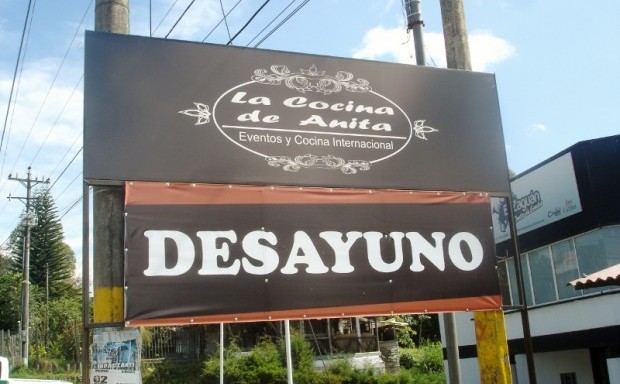 La Cocina
de Anita
Eventos y Cocina Internacional
DESAYUNO